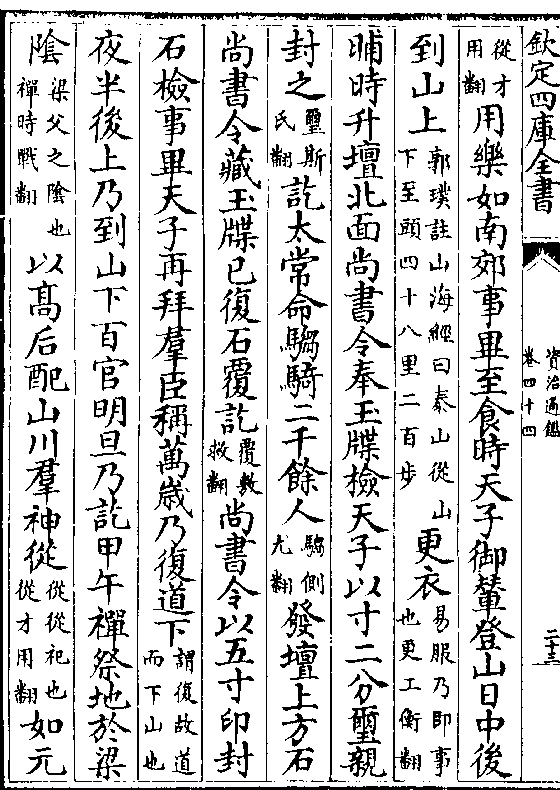 欽定四庫全書
資治通鑑
卷四十四
二十三
從才用翻用樂如南郊事畢至食時天子御輦登山日中後
到山上郭璞註山海經曰泰山從山下至頭四十八里二百步更衣易服乃即事也更工衡翻
晡時升壇北面尚書令奉玉牒檢天子以寸二分璽親
封之璽斯氏翻訖太常命騶騎二千餘人騶側尤翻發壇上方石
尚書令藏玉牒已復石覆訖覆敷救翻尚書令以五寸印封
石檢事畢天子再拜羣臣稱萬歲乃復道下謂復故道而下山也
夜半後上乃到山下百官明旦乃訖甲午禪祭地於梁
陰梁父之陰也禪時戰翻以高后配山川羣神從從從祀也從才用翻如元